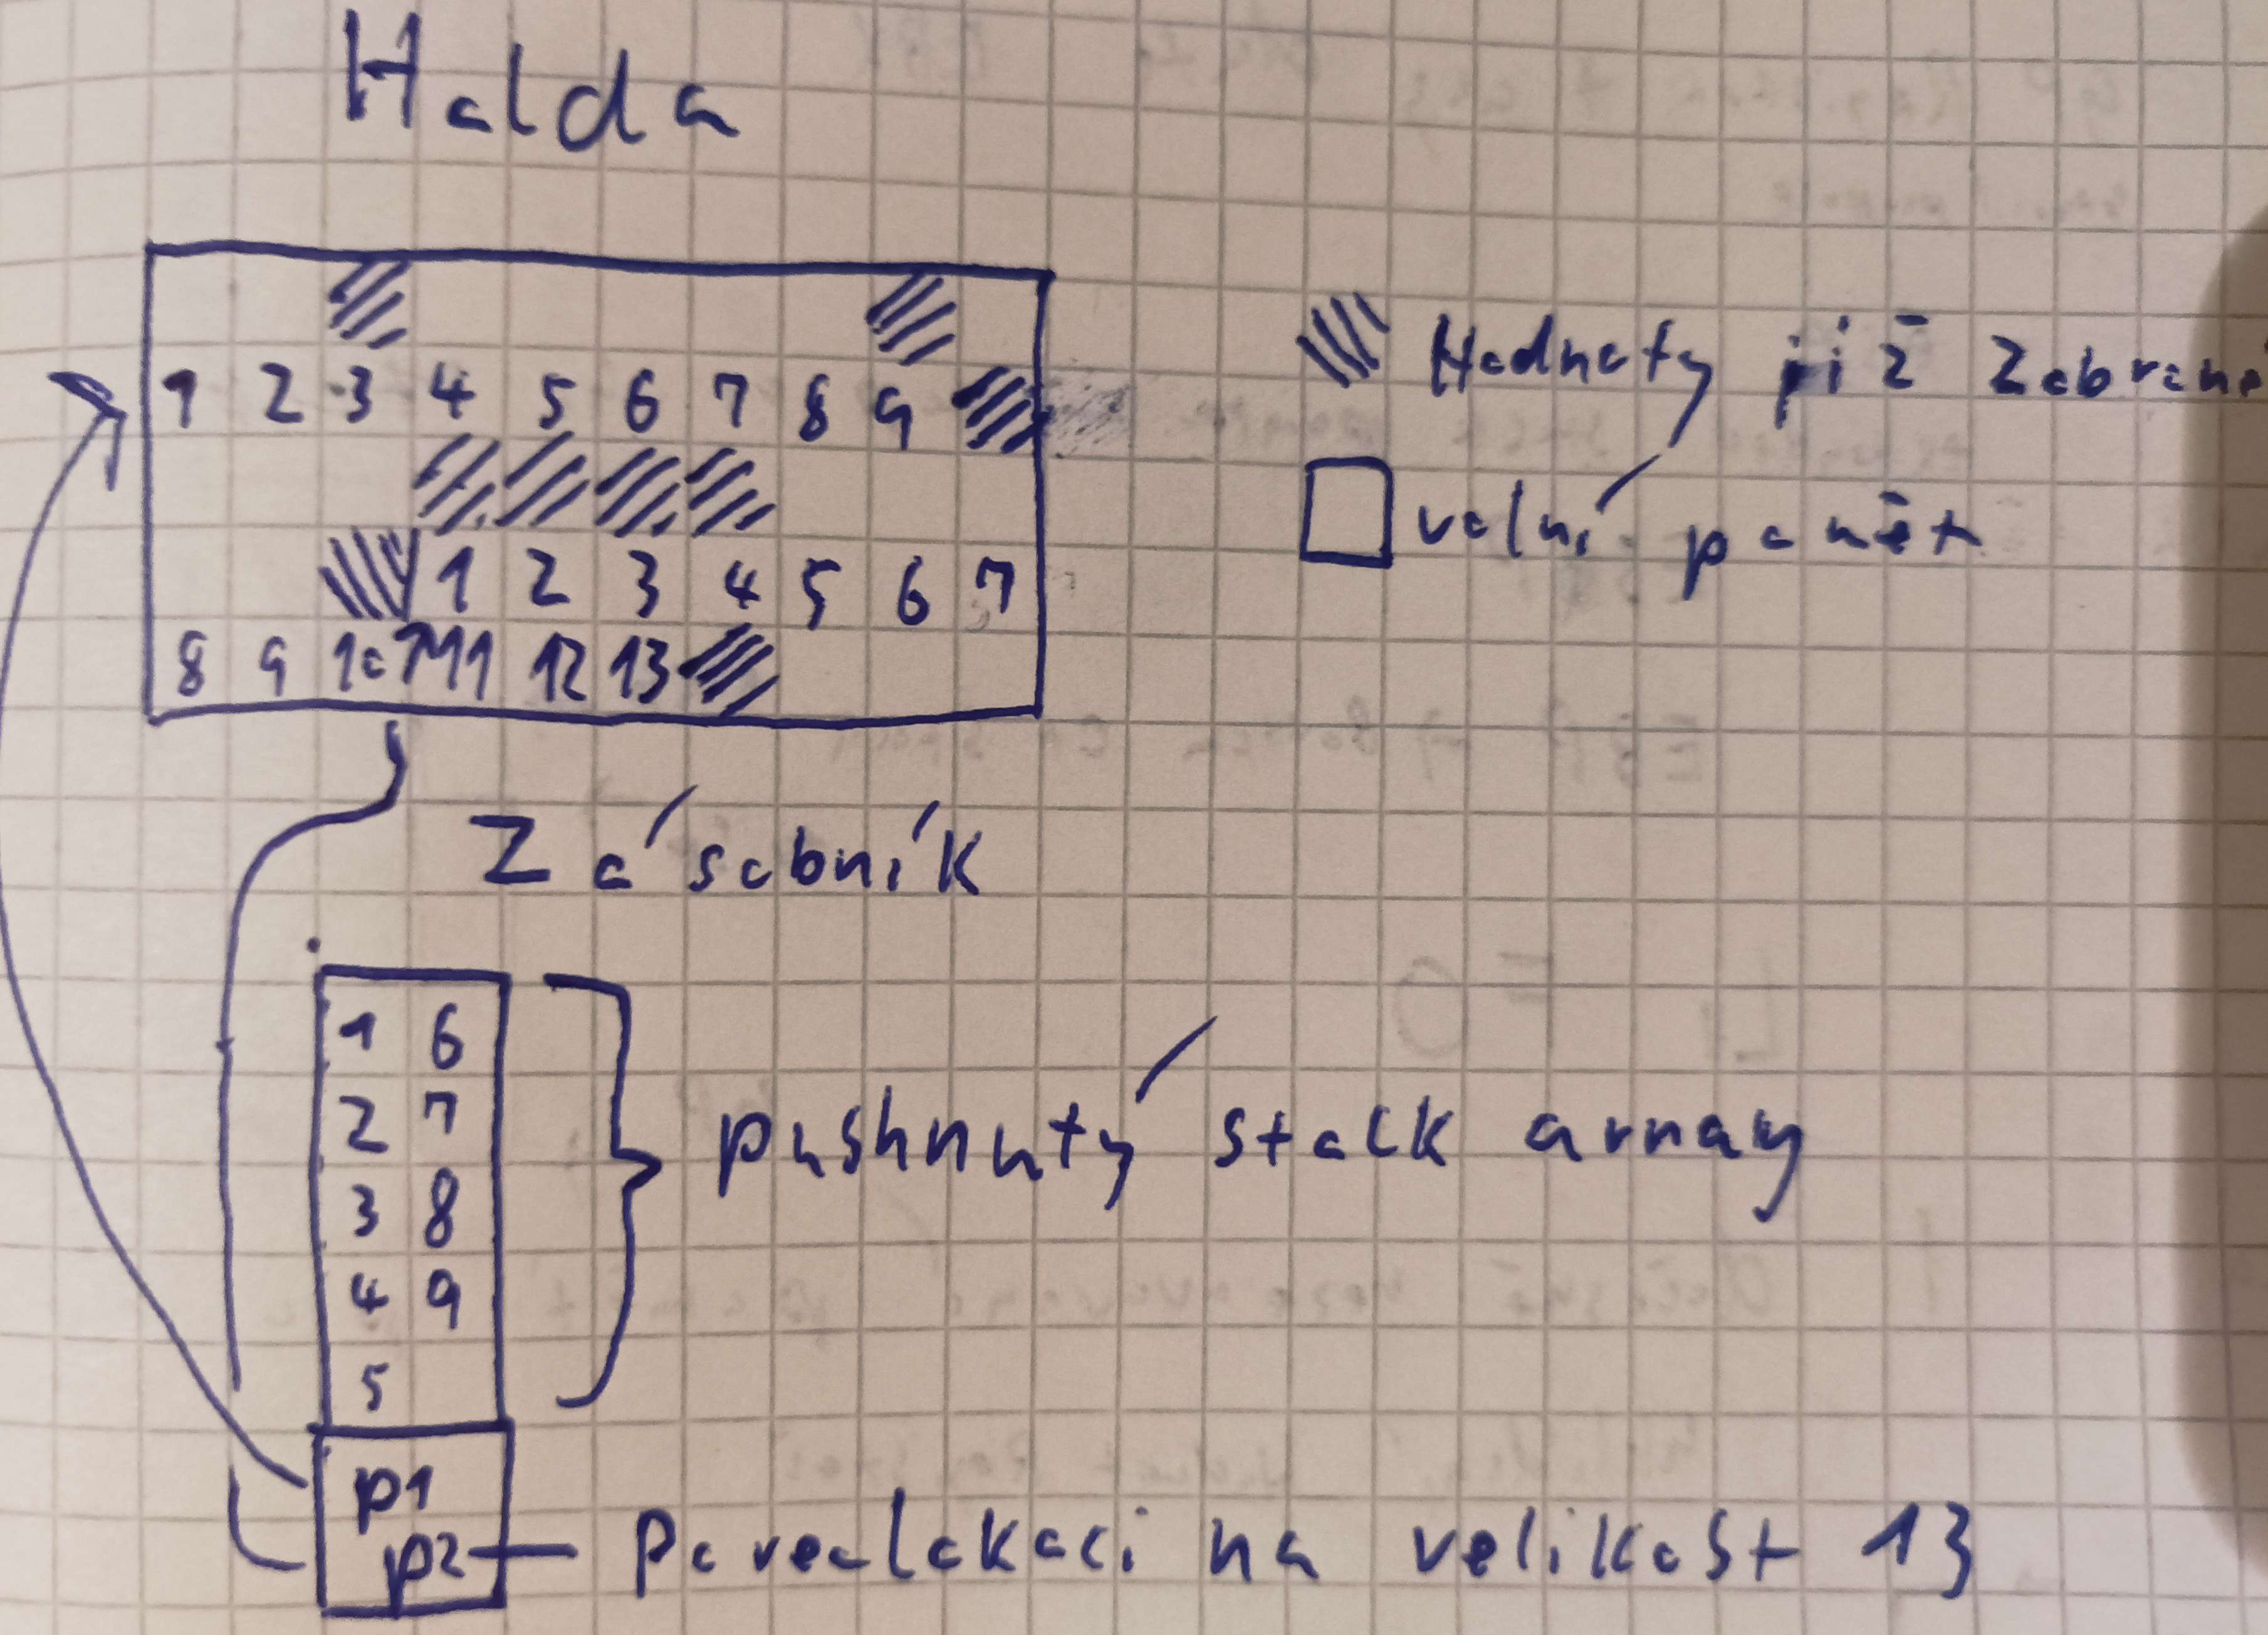 Halda
1 2 3 4 5 6 7 8 9
1 2 3 4 5 6 7
8 9 10 11 12 13
Hodnoty již zabrané
volní pamět
Zásobník
1 6
2 7
3 8
4 9
5
pushnutý stack array
p1
p2 Po realokaci na velikost 13